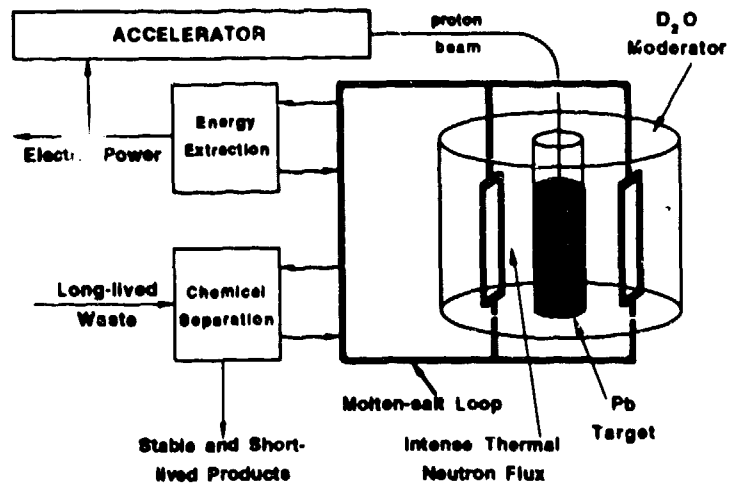 ACCELERATOR
proton
beam
D₂O
Moderator
Energy
Extraction
Power
Long-lived
Waste
Chemical
Separation
Molten-salt Loop
Pb
Target
Stable and Short-
lived Products
Intense Thermal
Neutron Flux